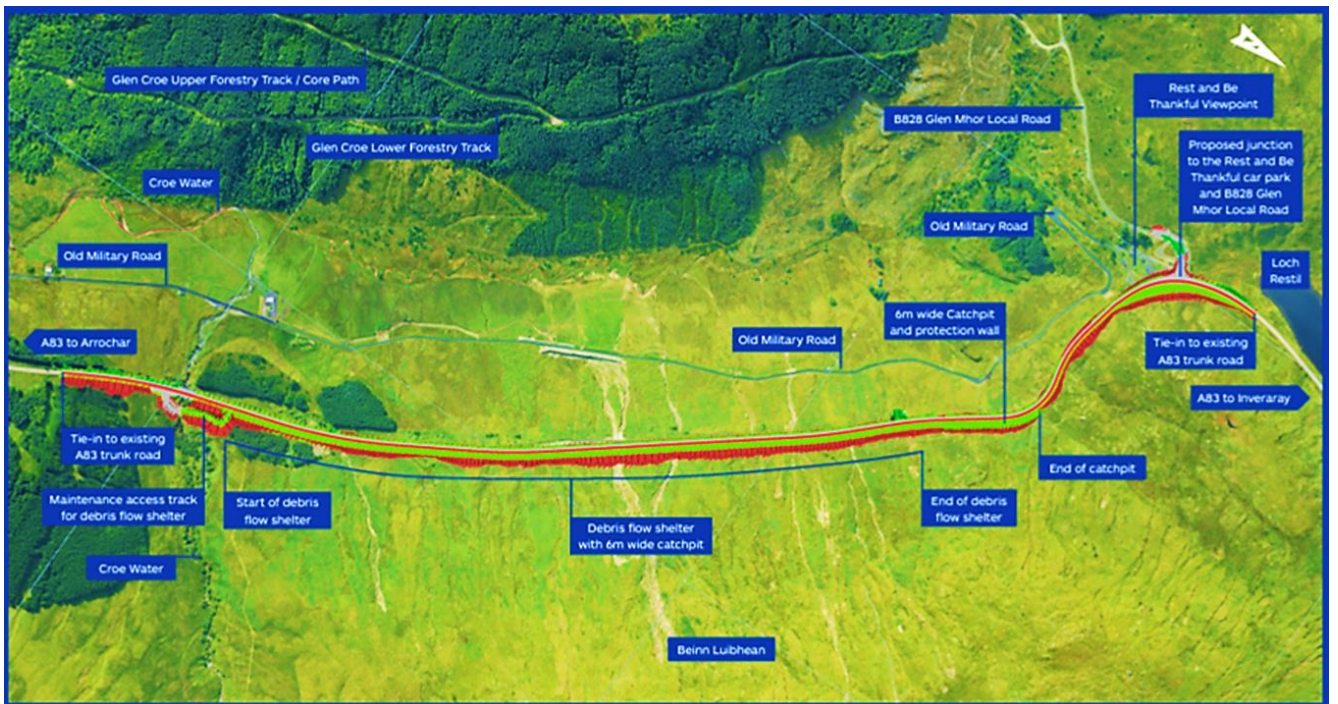 Glen Croe Upper Forestry Track / Core Path
Rest and Be
Thankful Viewpoint
B828 Glen Mhor Local Road
Glen Croe Lower Forestry Track
Proposed junction
to the Rest and Be
Thankful car park
and B828 Glen
Mhor Local Road
Croe Water
Old Military Road
Old Military Road
Loch
Restil
6m wide Catchpit
and protection wall
A83 to Arrochar
Old Military Road
Tie-in to existing
A83 trunk road
A83 to Inveraray
Tie-in to existing
A83 trunk road
End of catchpit
Maintenance access track
for debris flow shelter
Start of debris
flow shelter
End of debris
flow shelter
Debris flow shelter
with 6m wide catchpit
Croe Water
Beinn Luibhean